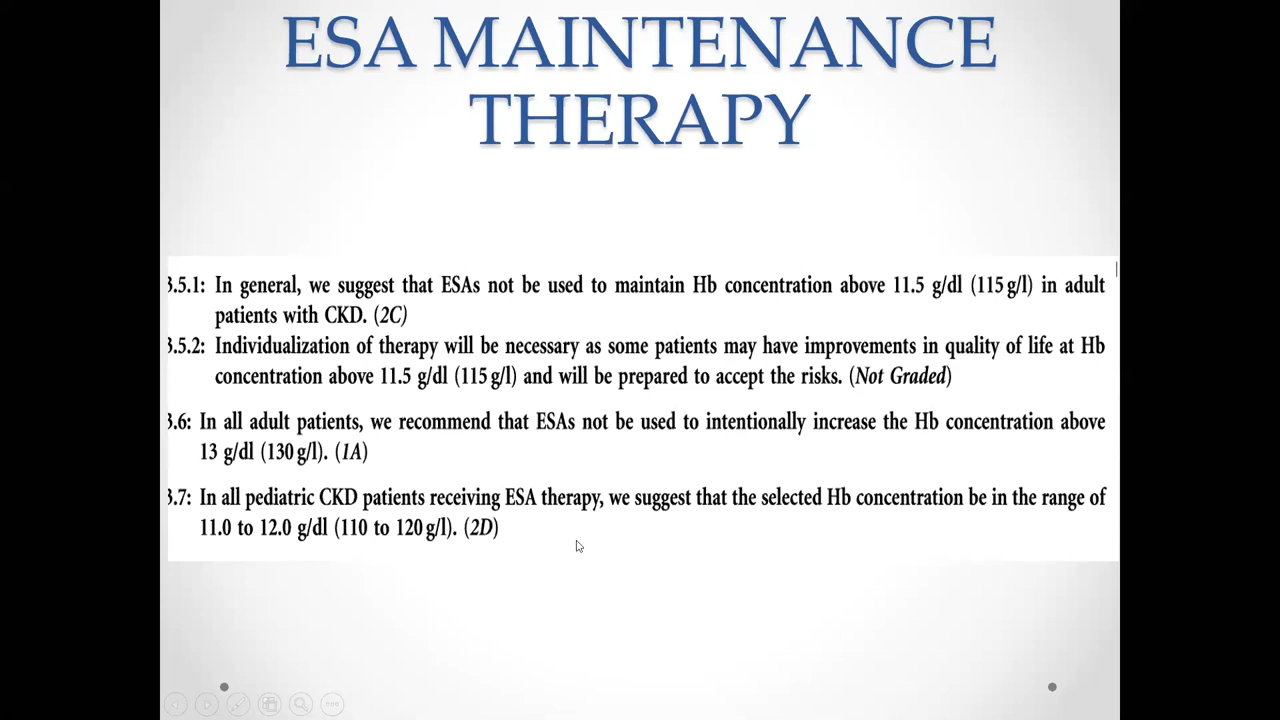 ESA MAINTENANCE
THERAPY
3.5.1: In general, we suggest that ESAs not be used to maintain Hb concentration above 11.5 g/dl (115 g/l) in adult
patients with CKD. (2C)
3.5.2: Individualization of therapy will be necessary as some patients may have improvements in quality of life at Hb
concentration above 11.5 g/dl (115 g/l) and will be prepared to accept the risks. (Not Graded)
3.6: In all adult patients, we recommend that ESAs not be used to intentionally increase the Hb concentration above
13 g/dl (130 g/l). (1A)
3.7: In all pediatric CKD patients receiving ESA therapy, we suggest that the selected Hb concentration be in the range of
11.0 to 12.0 g/dl (110 to 120 g/l). (2D)